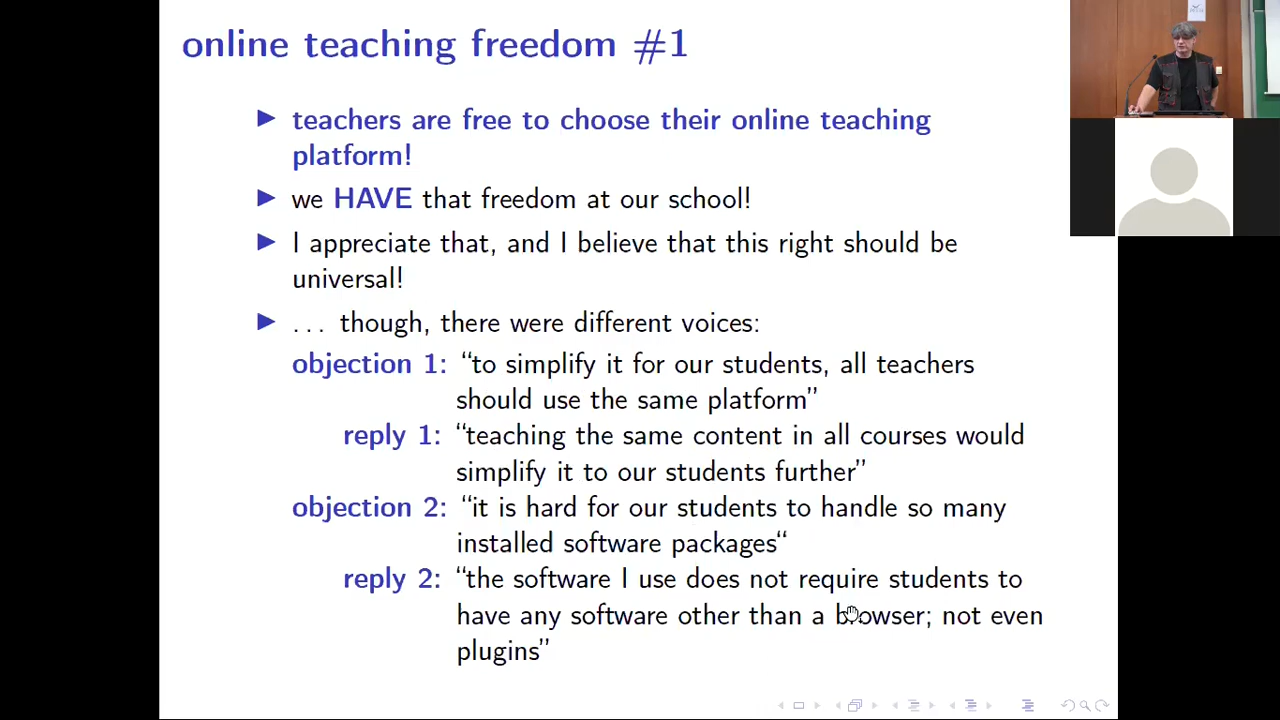 online teaching freedom #1
teachers are free to choose their online teaching
platform!
we HAVE that freedom at our school!
I appreciate that, and I believe that this right should be
universal!
... though, there were different voices:
objection 1: “to simplify it for our students, all teachers
should use the same platform”
reply 1: “teaching the same content in all courses would
simplify it to our students further”
objection 2: “it is hard for our students to handle so many
installed software packages“
reply 2: “the software I use does not require students to
have any software other than a browser; not even
plugins”